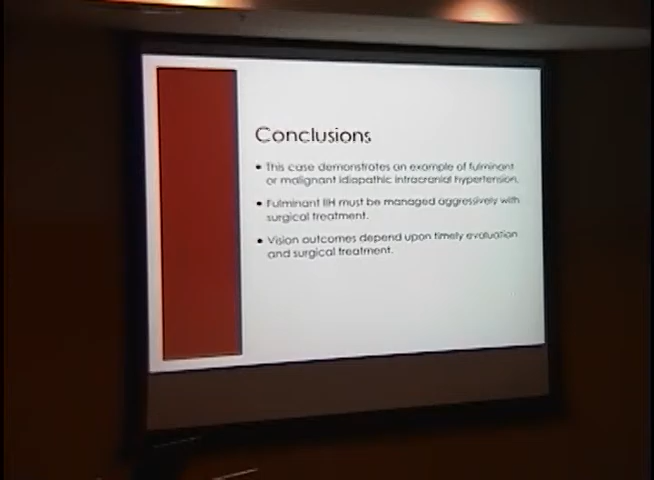 Conclusions
• This case demonstrates an example of fulminant
or malignant idiopathic intracranial hypertension.
• Fulminant IIH must be managed aggressively with
surgical treatment.
• Vision outcomes depend upon timely evaluation
and surgical treatment.